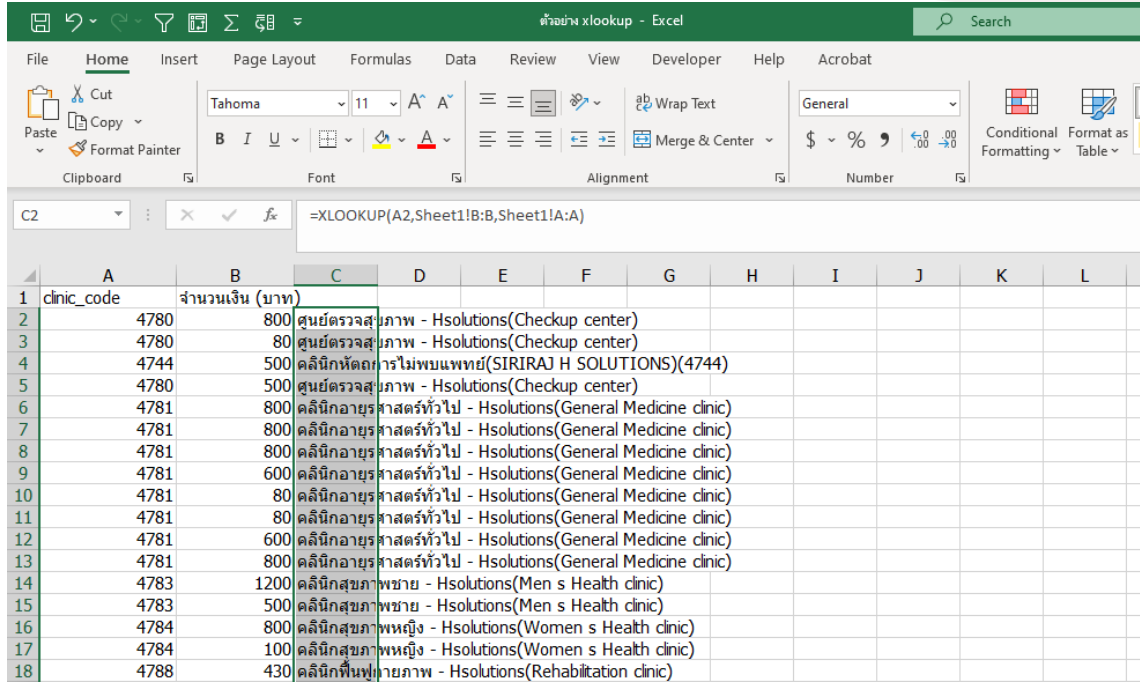 ตัวอย่าง xlookup - Excel
Search
File Home Insert Page Layout Formulas Data Review View Developer Help Acrobat
Paste
Cut
Copy
Format Painter
Clipboard
Tahoma 11 A A
B I U A
Font
ab Wrap Text
Merge & Center
Alignment
General
$ % 9 .00 .00
Number
Conditional Formatting
Format as Table
C2 fx =XLOOKUP(A2,Sheet1!B:B,Sheet1!A:A)
A B C D E F G H I J K L
1 clinic_code จำนวนเงิน (บาท)
2 4780 800 ศูนย์ตรวจสุขภาพ - Hsolutions(Checkup center)
3 4780 80 ศูนย์ตรวจสุขภาพ - Hsolutions(Checkup center)
4 4744 500 คลินิกหัตถการไม่พบแพทย์(SIRIRAJ H SOLUTIONS)(4744)
5 4780 500 ศูนย์ตรวจสุขภาพ - Hsolutions(Checkup center)
6 4781 800 คลินิกอายุรศาสตร์ทั่วไป - Hsolutions(General Medicine clinic)
7 4781 800 คลินิกอายุรศาสตร์ทั่วไป - Hsolutions(General Medicine clinic)
8 4781 800 คลินิกอายุรศาสตร์ทั่วไป - Hsolutions(General Medicine clinic)
9 4781 600 คลินิกอายุรศาสตร์ทั่วไป - Hsolutions(General Medicine clinic)
10 4781 80 คลินิกอายุรศาสตร์ทั่วไป - Hsolutions(General Medicine clinic)
11 4781 80 คลินิกอายุรศาสตร์ทั่วไป - Hsolutions(General Medicine clinic)
12 4781 600 คลินิกอายุรศาสตร์ทั่วไป - Hsolutions(General Medicine clinic)
13 4781 800 คลินิกอายุรศาสตร์ทั่วไป - Hsolutions(General Medicine clinic)
14 4783 1200 คลินิกสุขภาพชาย - Hsolutions(Men s Health clinic)
15 4783 500 คลินิกสุขภาพชาย - Hsolutions(Men s Health clinic)
16 4784 800 คลินิกสุขภาพหญิง - Hsolutions(Women s Health clinic)
17 4784 100 คลินิกสุขภาพหญิง - Hsolutions(Women s Health clinic)
18 4788 430 คลินิกฟื้นฟูกายภาพ - Hsolutions(Rehabilitation clinic)